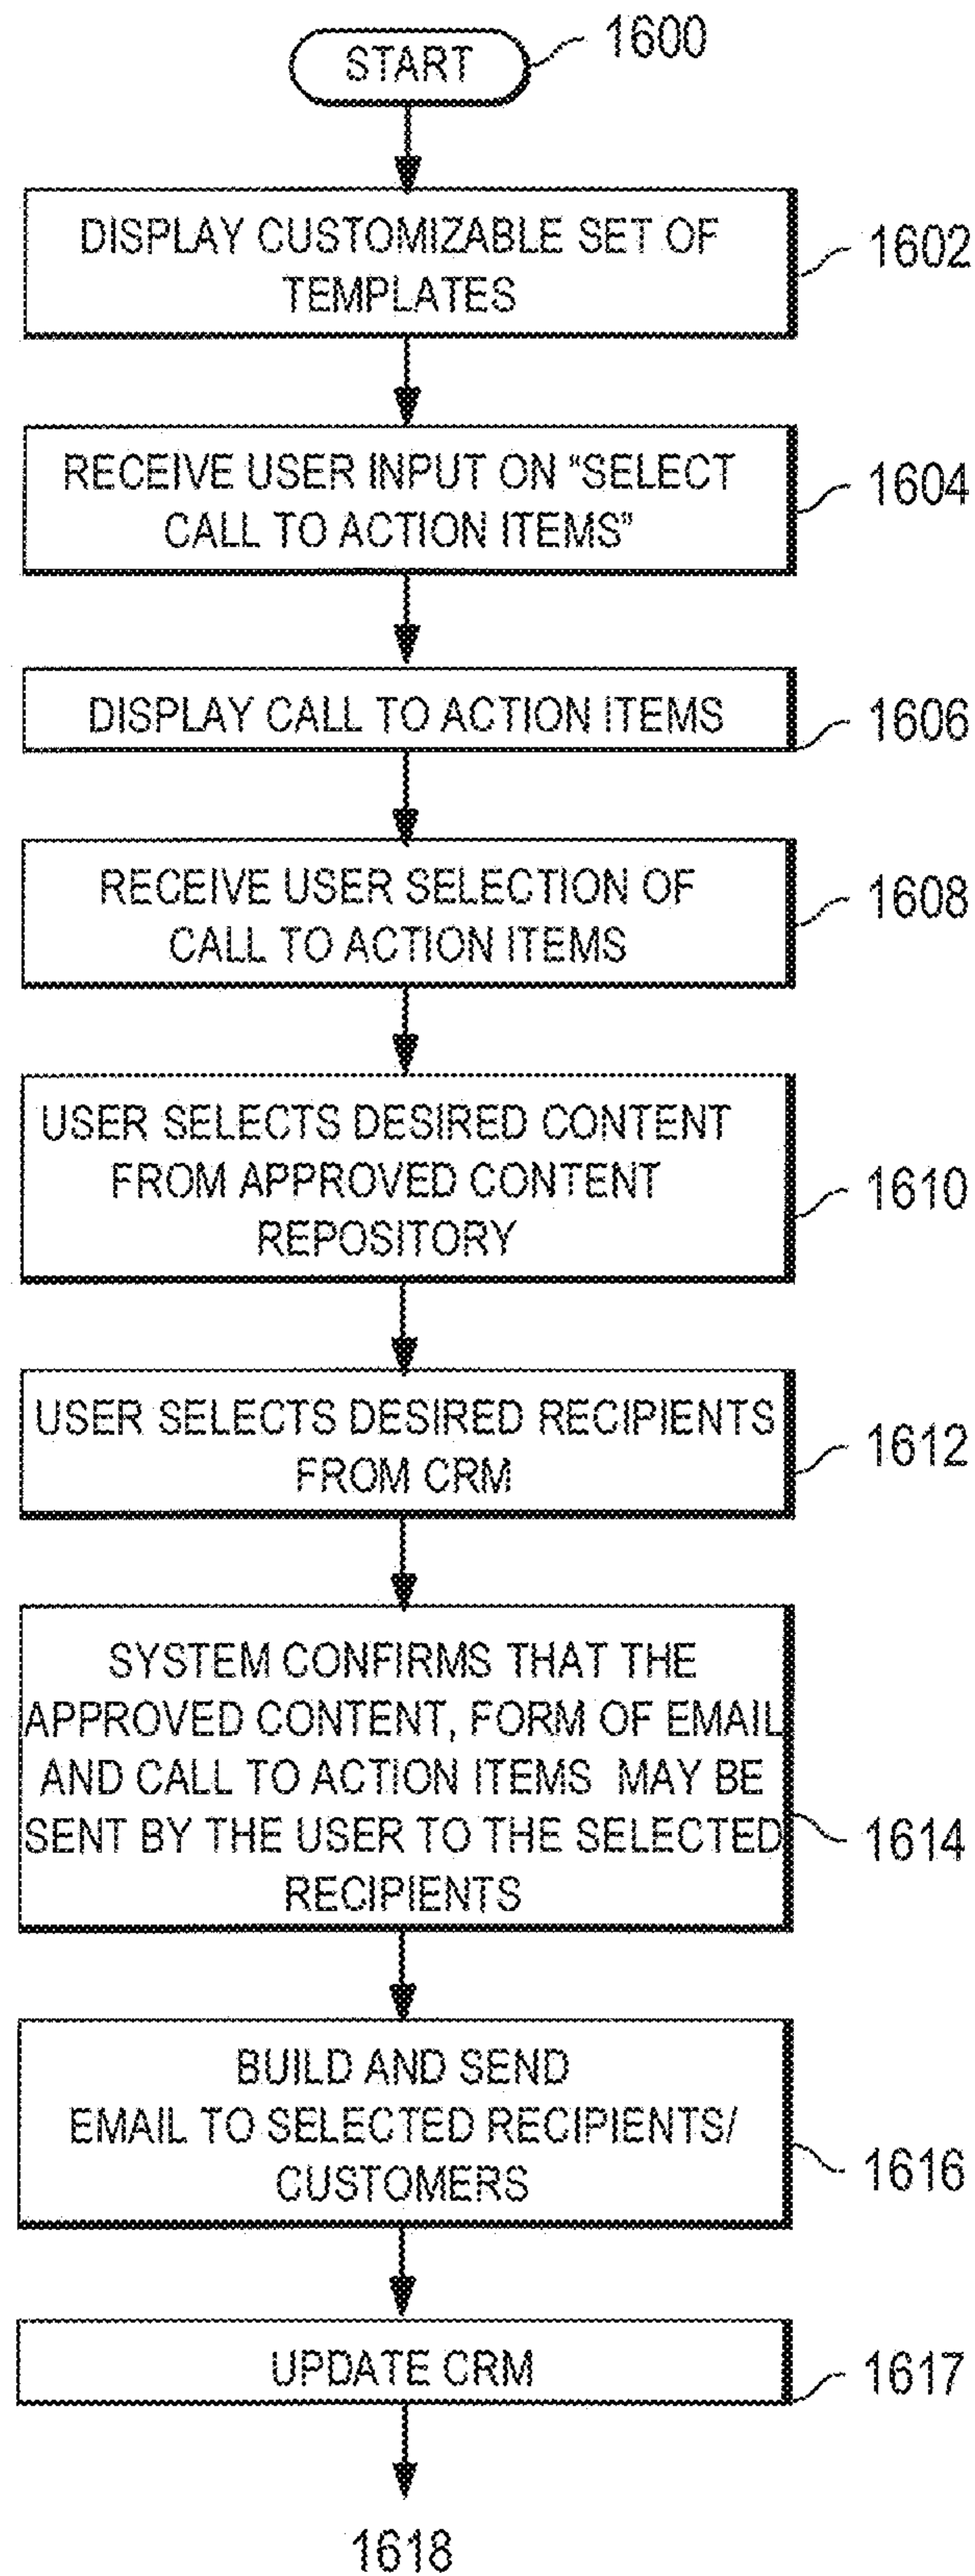 START
1600
DISPLAY CUSTOMIZABLE SET OF
TEMPLATES
1602
RECEIVE USER INPUT ON "SELECT
CALL TO ACTION ITEMS"
1604
DISPLAY CALL TO ACTION ITEMS
1606
RECEIVE USER SELECTION OF
CALL TO ACTION ITEMS
1608
USER SELECTS DESIRED CONTENT
FROM APPROVED CONTENT
REPOSITORY
1610
USER SELECTS DESIRED RECIPIENTS
FROM CRM
1612
SYSTEM CONFIRMS THAT THE
APPROVED CONTENT, FORM OF EMAIL
AND CALL TO ACTION ITEMS MAY BE
SENT BY THE USER TO THE SELECTED
RECIPIENTS
1614
BUILD AND SEND
EMAIL TO SELECTED RECIPIENTS/
CUSTOMERS
1616
UPDATE CRM
1617
1618